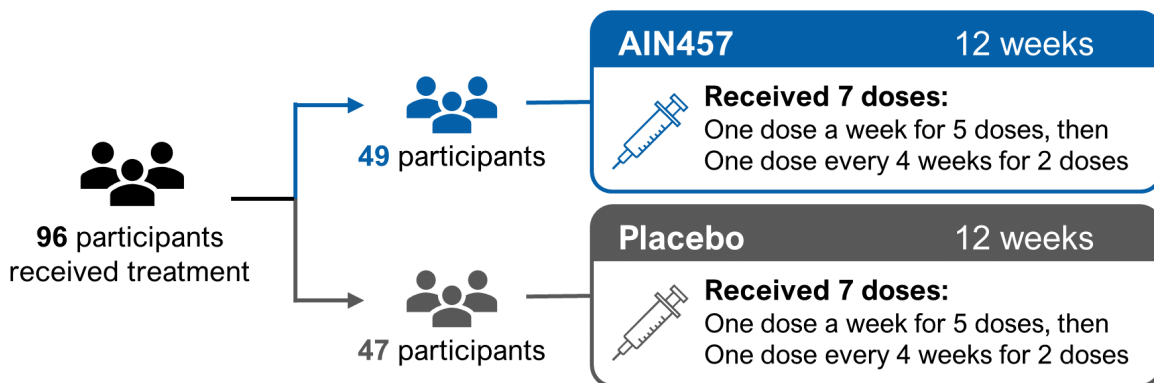 96 participants
received treatment
49 participants
AIN457 12 weeks
Received 7 doses:
One dose a week for 5 doses, then
One dose every 4 weeks for 2 doses
47 participants
Placebo 12 weeks
Received 7 doses:
One dose a week for 5 doses, then
One dose every 4 weeks for 2 doses